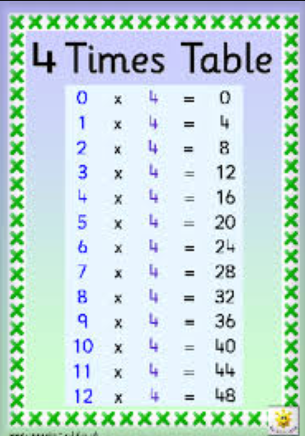 4 Times Table
0 x 4 = 0
1 x 4 = 4
2 x 4 = 8
3 x 4 = 12
4 x 4 = 16
5 x 4 = 20
6 x 4 = 24
7 x 4 = 28
8 x 4 = 32
9 x 4 = 36
10 x 4 = 40
11 x 4 = 44
12 x 4 = 48